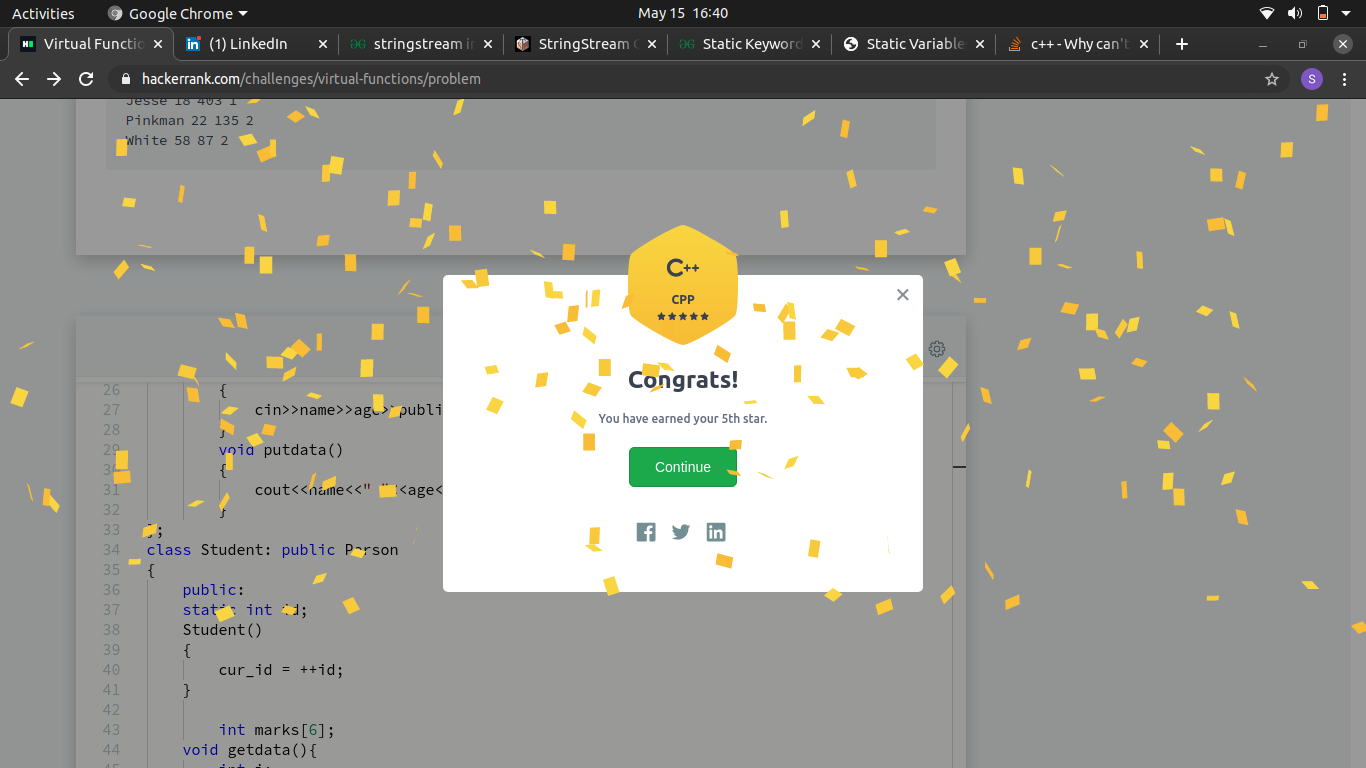 Activities
Google Chrome
May 15 16:40
Virtual Functio
(1) LinkedIn
stringstream i
StringStream
Static Keyword
Static Variable
c++ - Why can't
hackerrank.com/challenges/virtual-functions/problem
S
Jesse 18 403 1
Pinkman 22 135 2
White 58 87 2
C++
CPP
Congrats!
You have earned your 5th star.
Continue
26 {
27 cin>>name>>age>>publi
28 }
29 void putdata()
30 {
31 cout<<name<<" "<<age<
32 }
33 };
34 class Student: public Person
35 {
36 public:
37 static int id;
38 Student()
39 {
40 cur_id = ++id;
41 }
42
43 int marks[6];
44 void getdata(){
45 int i;